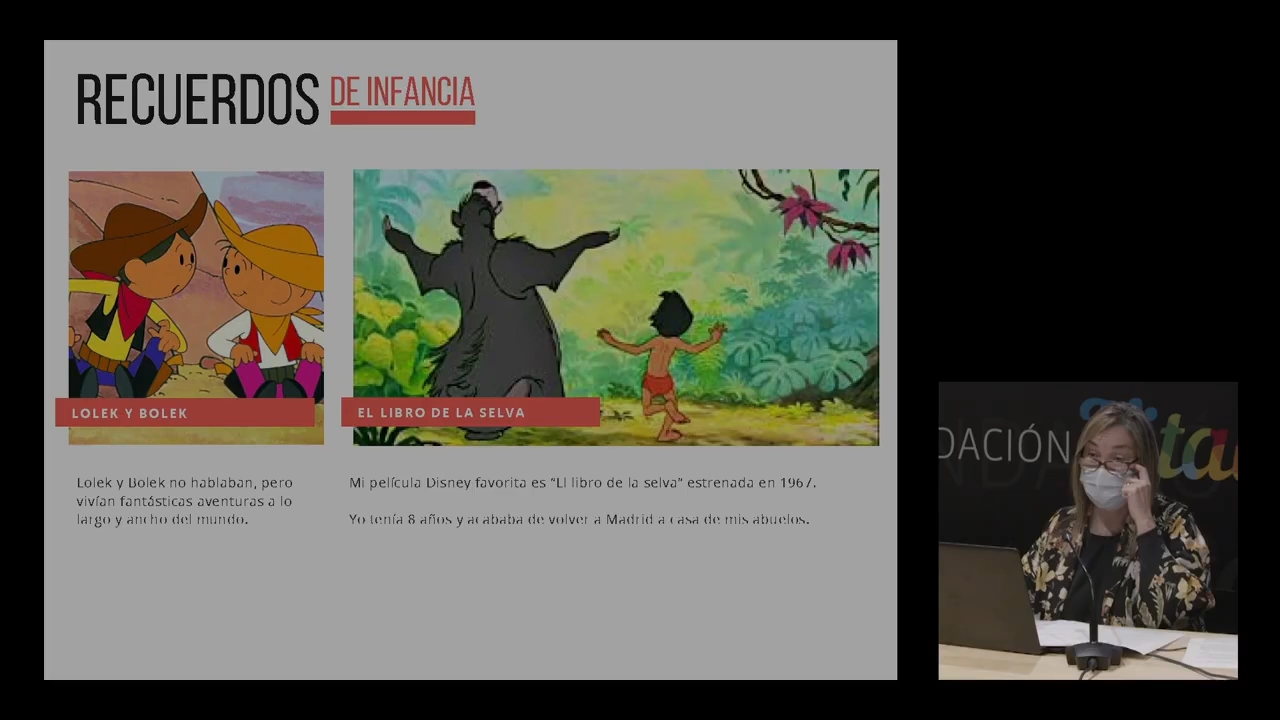 RECUERDOS DE INFANCIA
LOLEK Y BOLEK
EL LIBRO DE LA SELVA
Lolek y Bolek no hablaban, pero
vivían fantásticas aventuras a lo
largo y ancho del mundo.
Mi película Disney favorita es “El libro de la selva” estrenada en 1967.
Yo tenía 8 años y acababa de volver a Madrid a casa de mis abuelos.
DACIÓN